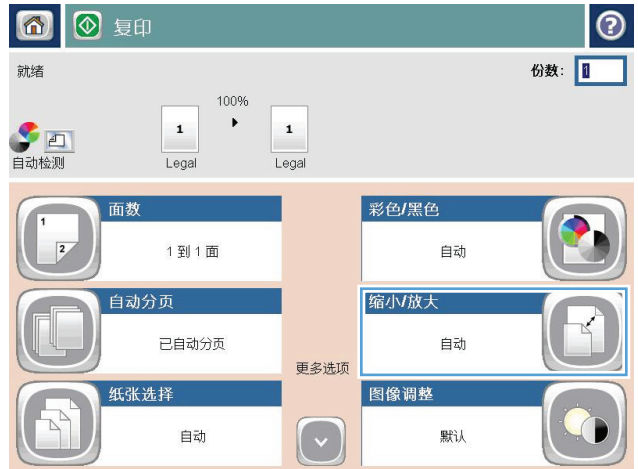 复印
就绪
份数: 1
100%
1
1
自动检测
Legal
Legal
面数
1
2
1 到 1 面
彩色/黑色
自动
自动分页
已自动分页
缩小/放大
自动
更多选项
纸张选择
自动
图像调整
默认